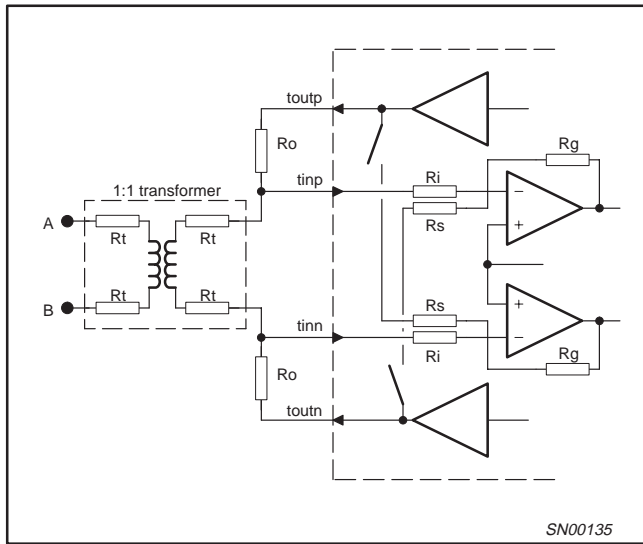 toutp
Ro
Rg
1:1 transformer
tinp
Ri
−
A
Rt
Rt
Rs
+
B
Rt
Rt
Rs
+
tinn
−
Ri
Rg
Ro
toutn
SN00135